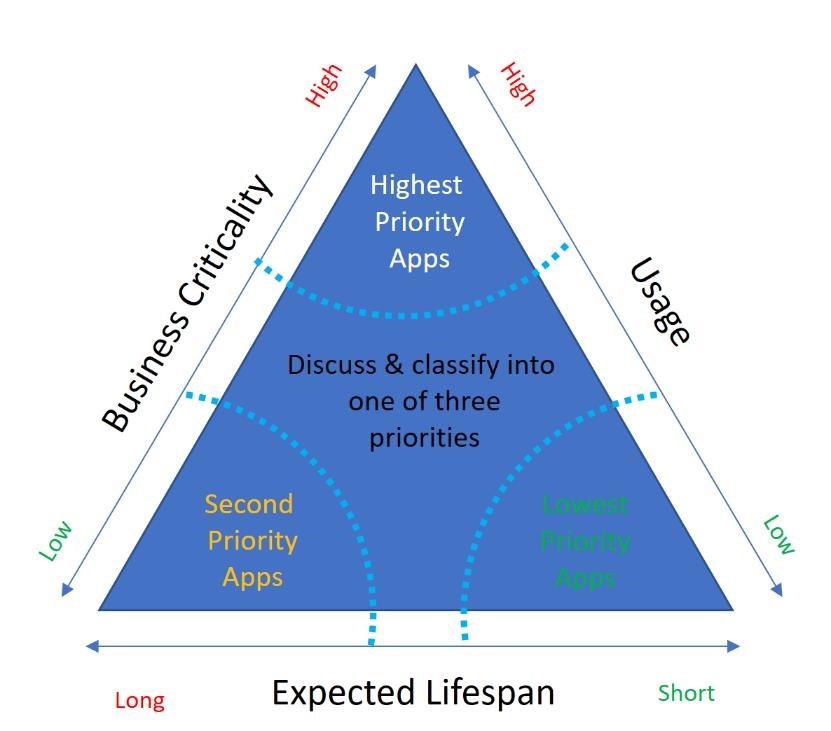 High
High
Highest
Priority
Apps
Business Criticality
Usage
Discuss & classify into
one of three
priorities
Second
Priority
Apps
Lowest
Priority
Apps
Low
Low
Long
Expected Lifespan
Short